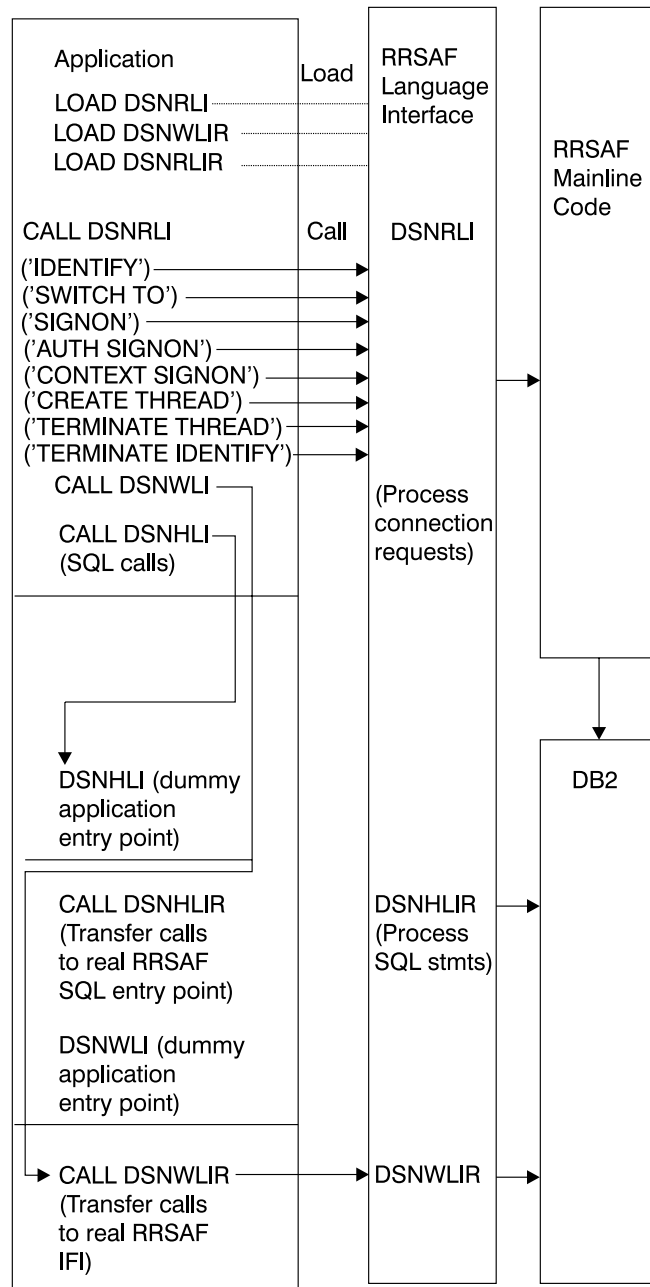 Application
LOAD DSNRLI
LOAD DSNWLIR
LOAD DSNRLIR
Load
RRSAF
Language
Interface
RRSAF
Mainline
Code
CALL DSNRLI
Call
DSNRLI
('IDENTIFY')
('SWITCH TO')
('SIGNON')
('AUTH SIGNON')
('CONTEXT SIGNON')
('CREATE THREAD')
('TERMINATE THREAD')
('TERMINATE IDENTIFY')
CALL DSNWLI
CALL DSNHLI
(SQL calls)
(Process
connection
requests)
DSNHLI (dummy
application
entry point)
DB2
CALL DSNHLIR
(Transfer calls
to real RRSAF
SQL entry point)
DSNHLIR
(Process
SQL stmts)
DSNWLI (dummy
application
entry point)
CALL DSNWLIR
(Transfer calls
to real RRSAF
IFI)
DSNWLIR